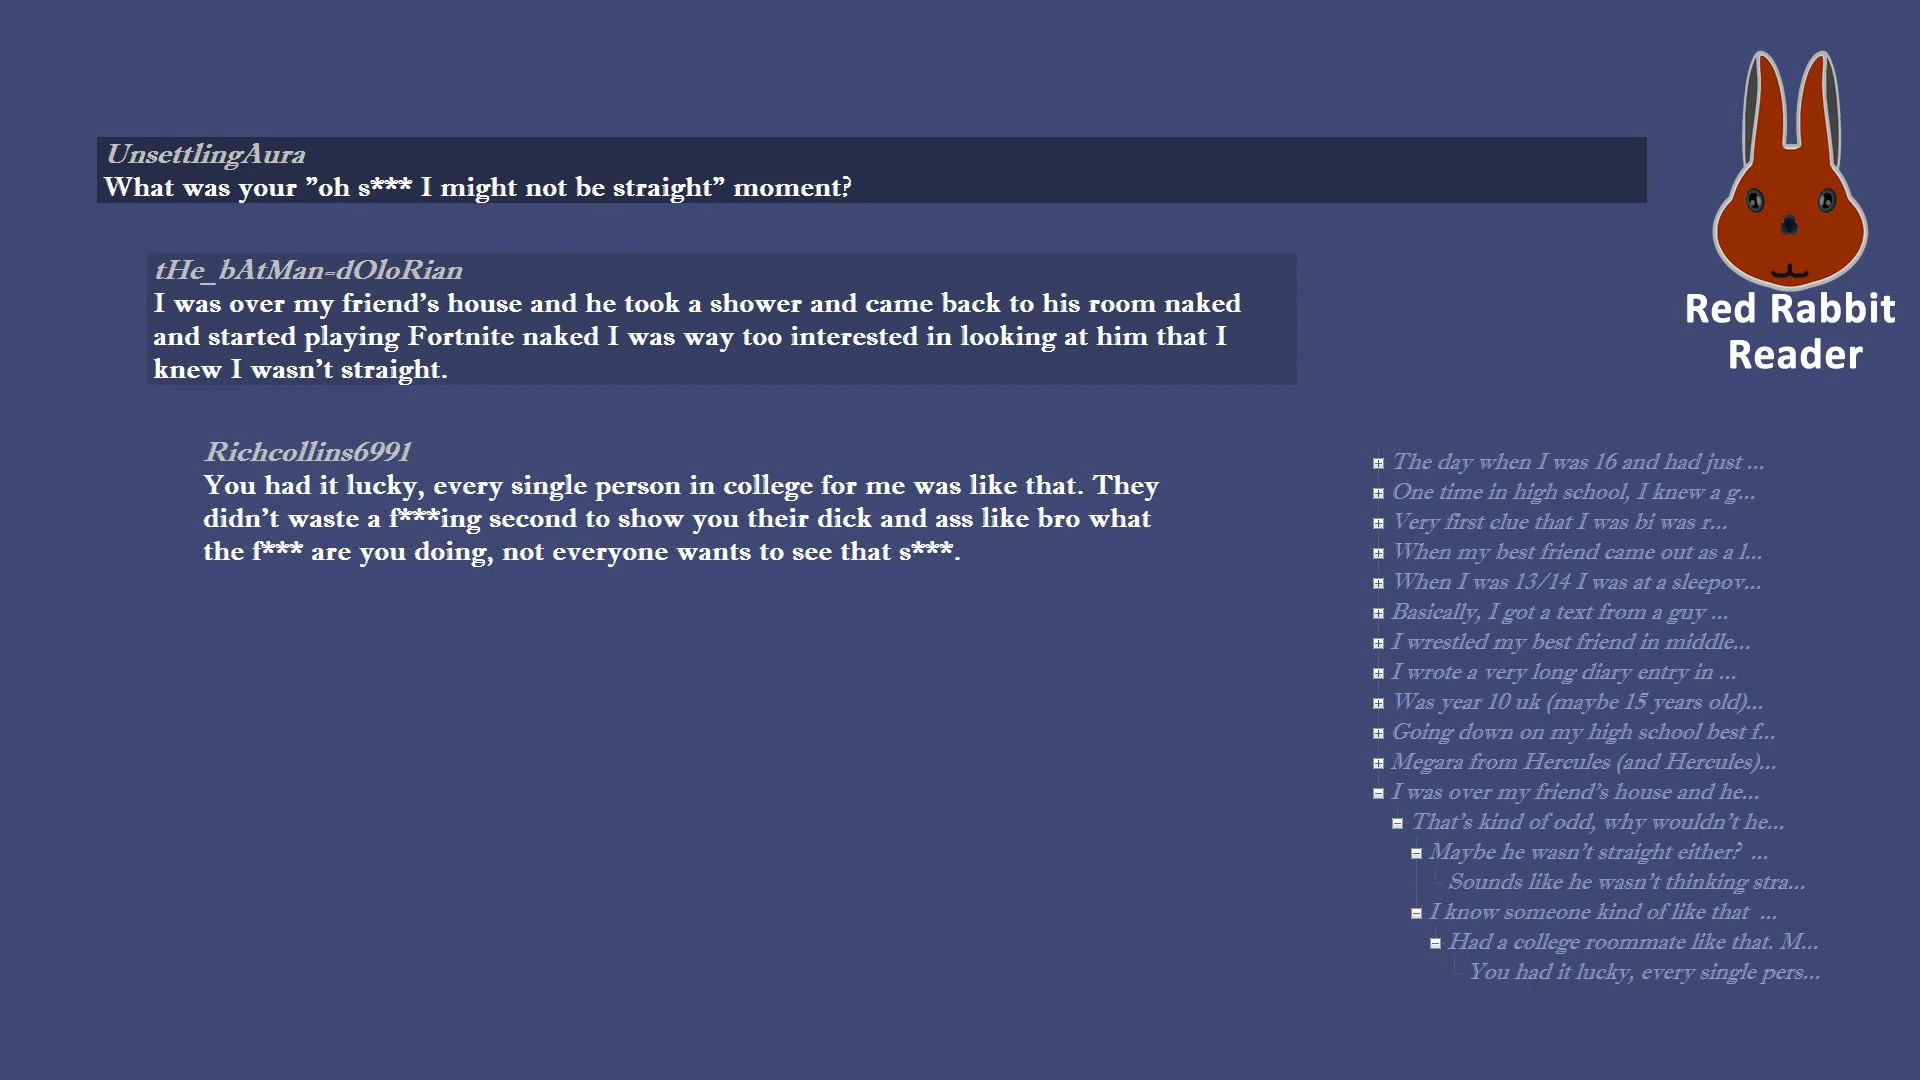 UnsettlingAura
What was your "oh s*** I might not be straight" moment?
tHe_bAtMan-dOloRian
I was over my friend's house and he took a shower and came back to his room naked
and started playing Fortnite naked I was way too interested in looking at him that I
knew I wasn't straight.
Richcollins6991
You had it lucky, every single person in college for me was like that. They
didn't waste a f***ing second to show you their dick and ass like bro what
the f*** are you doing, not everyone wants to see that s***.
Red Rabbit
Reader
The day when I was 16 and had just ...
One time in high school, I knew a g...
Very first clue that I was bi was r...
When my best friend came out as a l...
When I was 13/14 I was at a sleepov...
Basically, I got a text from a guy ...
I wrestled my best friend in middle...
I wrote a very long diary entry in ...
Was year 10 uk (maybe 15 years old)...
Going down on my high school best f...
Megara from Hercules (and Hercules)...
I was over my friend's house and he...
That's kind of odd, why wouldn't he...
Maybe he wasn't straight either? ...
Sounds like he wasn't thinking stra...
I know someone kind of like that ...
Had a college roommate like that. M...
You had it lucky, every single pers...